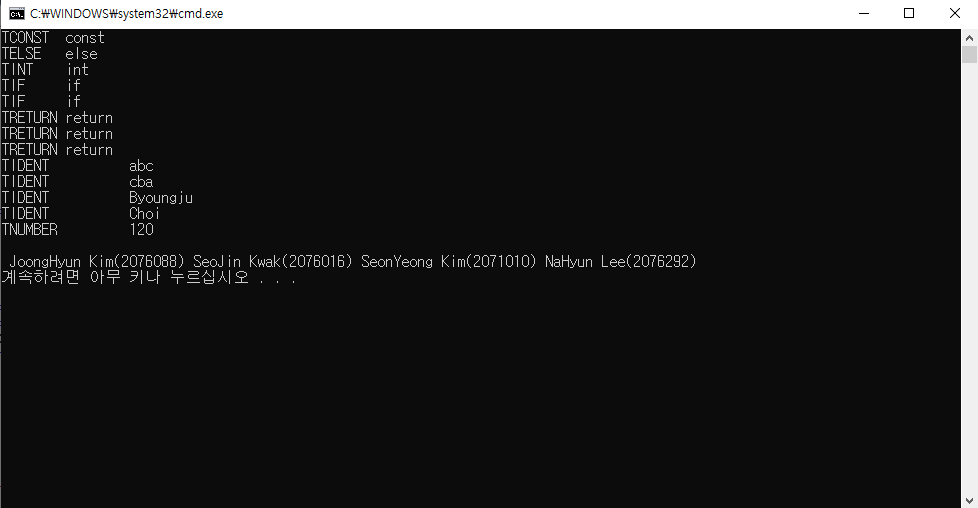 C:₩WINDOWS₩system32₩cmd.exe
TCONST const
TELSE else
TINT int
TIF if
TIF if
TRETURN return
TRETURN return
TRETURN return
TIDENT abc
TIDENT cba
TIDENT Byoungju
TIDENT Choi
TNUMBER 120
JoongHyun Kim(2076088) SeoJin Kwak(2076016) SeonYeong Kim(2071010) NaHyun Lee(2076292)
계속하려면 아무 키나 누르십시오 . . .